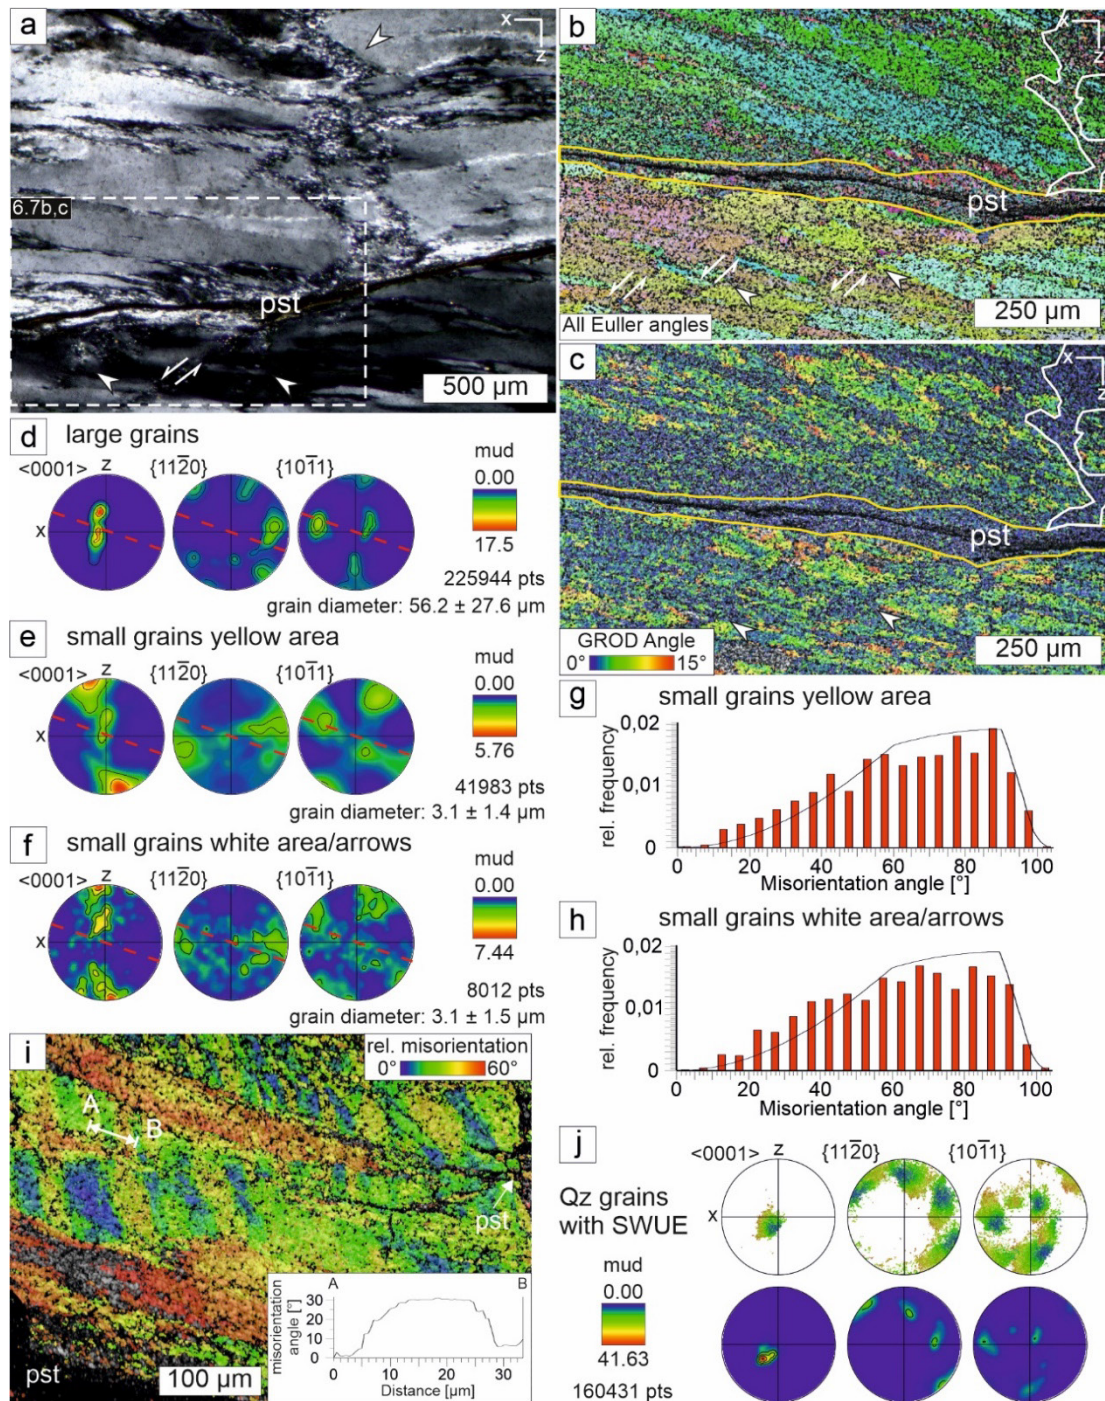 a
x
z
6.7b,c
pst
500 µm
b
x
z
pst
All Euller angles
250 µm
c
x
z
pst
GROD Angle
0° 15°
250 µm
d large grains
<0001> z {112̅0} {101̅1}
x
mud
0.00
17.5
225944 pts
grain diameter: 56.2 ± 27.6 µm
e small grains yellow area
<0001> z {112̅0} {101̅1}
x
mud
0.00
5.76
41983 pts
grain diameter: 3.1 ± 1.4 µm
f small grains white area/arrows
<0001> z {112̅0} {101̅1}
x
mud
0.00
7.44
8012 pts
grain diameter: 3.1 ± 1.5 µm
g small grains yellow area
rel. frequency
0,02
0,01
0
0 20 40 60 80 100
Misorientation angle [°]
h small grains white area/arrows
rel. frequency
0,02
0,01
0
0 20 40 60 80 100
Misorientation angle [°]
i
rel. misorientation
0° 60°
A
B
pst
pst
100 µm
A B
misorientation
angle [°]
30
20
10
0
0 5 10 15 20 25 30
Distance [µm]
j
<0001> z {112̅0} {101̅1}
x
Qz grains
with SWUE
mud
0.00
41.63
160431 pts